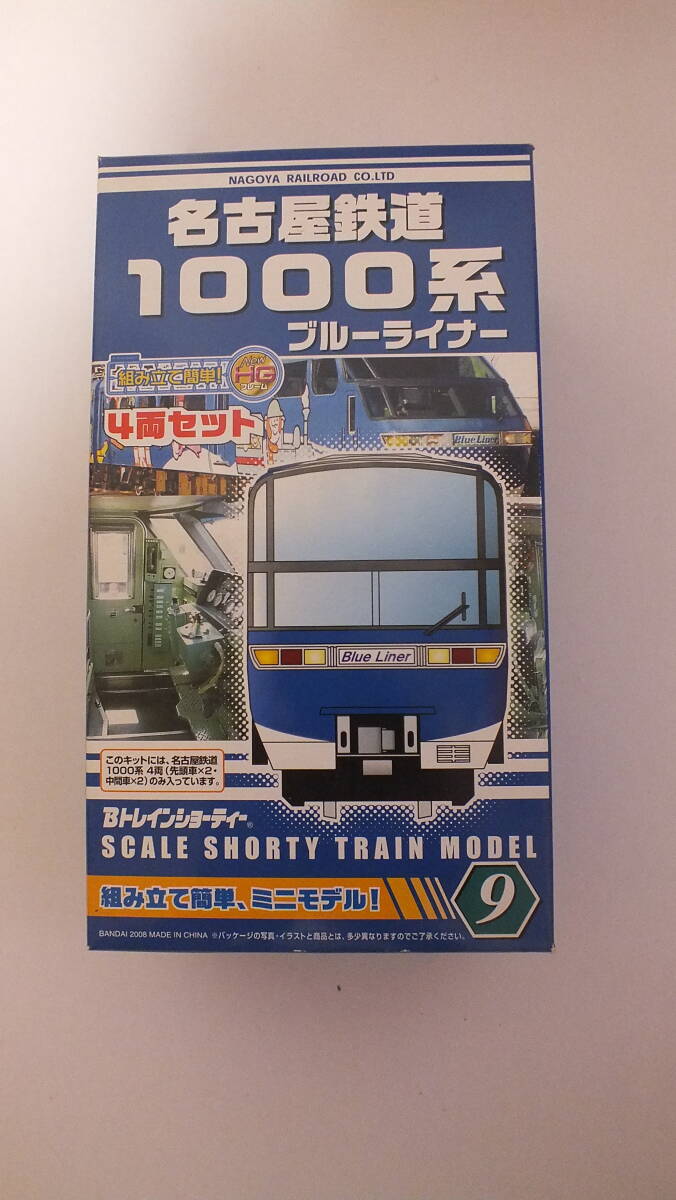 NAGOYA RAILROAD CO.LTD
名古屋鉄道
1000系
ブルーライナー
組み立て簡単!
New
HG
フレーム
4両セット
Blue Liner
Blue Liner
このキットには、名古屋鉄道
1000系 4両(先頭車×2・
中間車×2)のみ入っています。
Bトレインショーティー®
SCALE SHORTY TRAIN MODEL
組み立て簡単、ミニモデル!
9
BANDAI 2008 MADE IN CHINA ※パッケージの写真・イラストと商品とは、多少異なりますのでご了承ください。